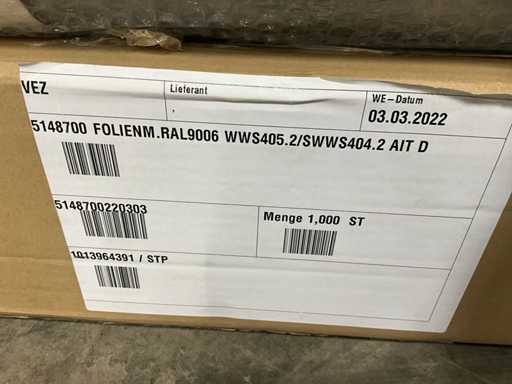 VEZ
Lieferant
WE-Datum
03.03.2022
5148700 FOLIENM.RAL9006 WWS405.2/SWWS404.2 AIT D
5148700220303
Menge 1,000 ST
1013964391 / STP